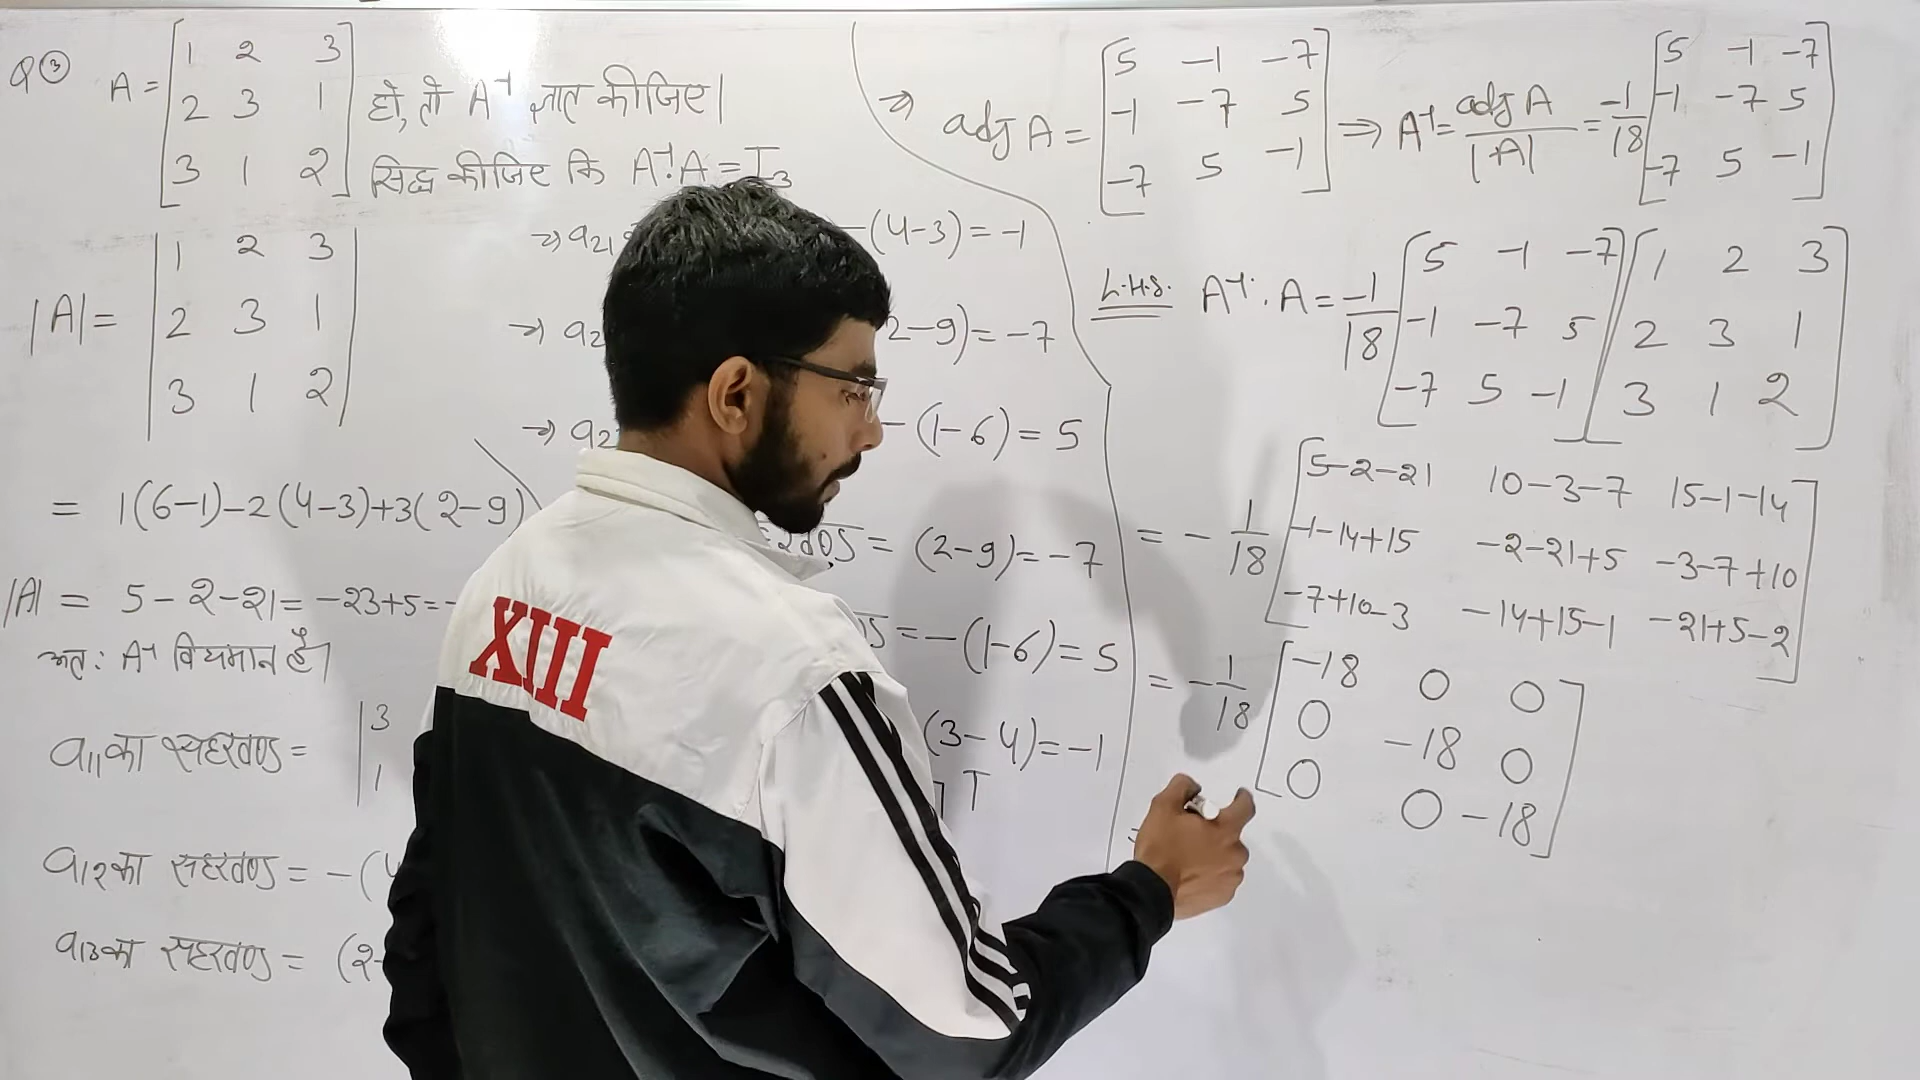 Q③ A = [1 2 3
2 3 1
3 1 2] हो, तो A⁻¹ ज्ञात कीजिए।
सिद्ध कीजिए कि A⁻¹.A = I₃
|A| = |1 2 3
2 3 1
3 1 2|
= 1(6-1)-2(4-3)+3(2-9)
|A| = 5-2-21 = -23+5 = -
अतः A⁻¹ विद्यमान है।
a₁₁का सहखण्ड = |3
1
a₁₂का सहखण्ड = -(4
a₁₃का सहखण्ड = (2-
⇒ a₂₁ -(4-3) = -1
⇒ a₂ 2-9) = -7
⇒ a₂ -(1-6) = 5
हखण्ड = (2-9) = -7
ण्ड = -(1-6) = 5
(3-4) = -1
]T
⇒ adj A = [5 -1 -7
-1 -7 5
-7 5 -1] ⇒ A⁻¹ = adj A / |A| = -1/18 [5 -1 -7
-1 -7 5
-7 5 -1]
L.H.S. A⁻¹.A = -1/18 [5 -1 -7
-1 -7 5
-7 5 -1] [1 2 3
2 3 1
3 1 2]
= -1/18 [5-2-21 10-3-7 15-1-14
-1-14+15 -2-21+5 -3-7+10
-7+10-3 -14+15-1 -21+5-2]
= -1/18 [-18 0 0
0 -18 0
0 0 -18]
=
XIII